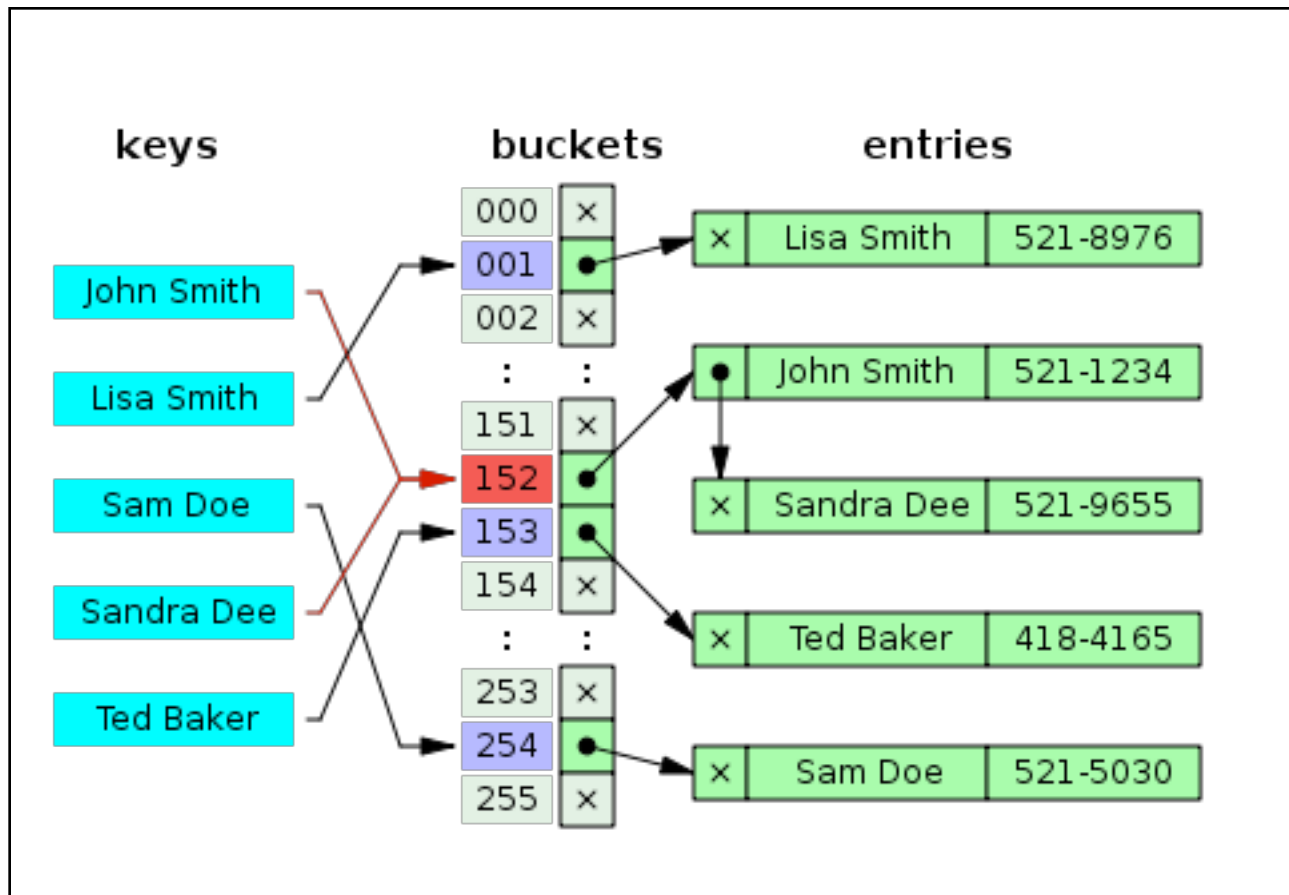 keys
buckets
entries
John Smith
Lisa Smith
Sam Doe
Sandra Dee
Ted Baker
000 ×
001
002 ×
: :
151 ×
152
153
154 ×
: :
253 ×
254
255 ×
× Lisa Smith 521-8976
John Smith 521-1234
× Sandra Dee 521-9655
× Ted Baker 418-4165
× Sam Doe 521-5030